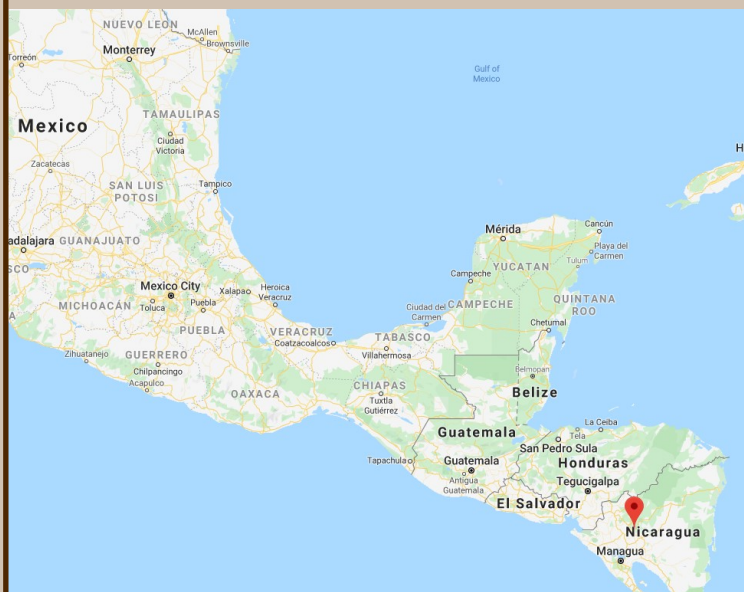 NUEVO LEON
McAllen
Brownsville
Monterrey
Torreón
Gulf of
Mexico
TAMAULIPAS
Mexico
Ciudad
Victoria
H
Zacatecas
SAN LUIS
POTOSI
Tampico
adalajara
GUANAJUATO
Mérida
Cancún
Playa del
Carmen
Tulum
YUCATAN
SCO
Campeche
Mexico City
Xalapa
Heroica
Veracruz
MICHOACÁN
Toluca
Puebla
Ciudad del
Carmen
CAMPECHE
QUINTANA
ROO
A
PUEBLA
VERACRUZ
Coatzacoalcos
TABASCO
Chetumal
Villahermosa
Zihuatanejo
GUERRERO
Chilpancingo
Acapulco
Belmopan
Belize
OAXACA
CHIAPAS
Tuxtla
Gutiérrez
La Ceiba
Tela
Guatemala
San Pedro Sula
Tapachula
Guatemala
Honduras
Antigua
Guatemala
Tegucigalpa
El Salvador
Nicaragua
Managua